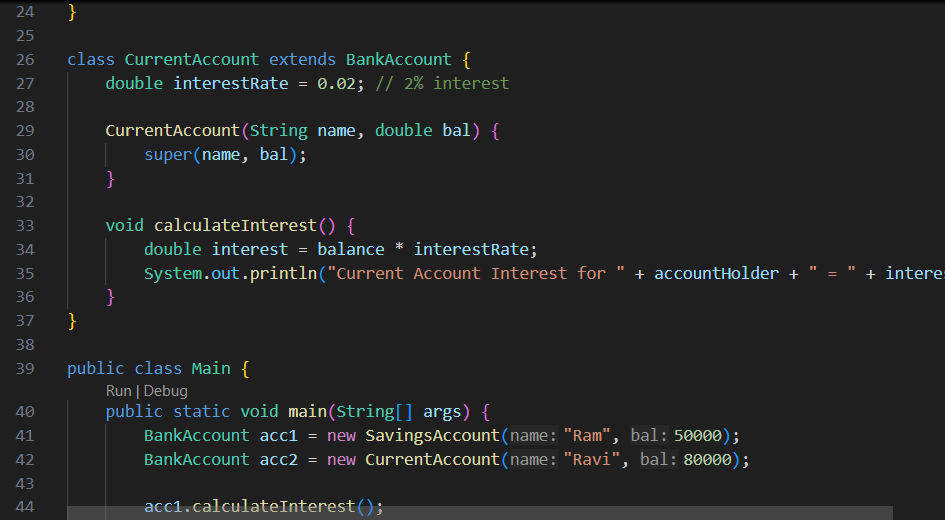 24 }
25
26 class CurrentAccount extends BankAccount {
27 double interestRate = 0.02; // 2% interest
28
29 CurrentAccount(String name, double bal) {
30 super(name, bal);
31 }
32
33 void calculateInterest() {
34 double interest = balance * interestRate;
35 System.out.println("Current Account Interest for " + accountHolder + " = " + interes
36 }
37 }
38
39 public class Main {
Run | Debug
40 public static void main(String[] args) {
41 BankAccount acc1 = new SavingsAccount(name: "Ram", bal: 50000);
42 BankAccount acc2 = new CurrentAccount(name: "Ravi", bal: 80000);
43
44 acc1.calculateInterest();